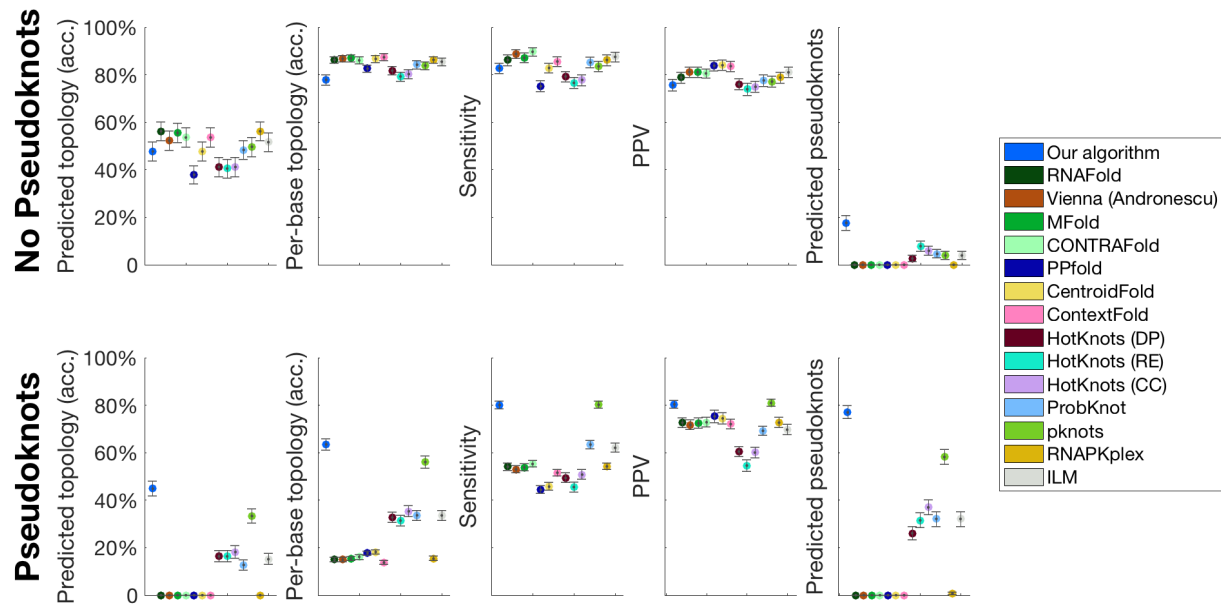 No Pseudoknots
Predicted topology (acc.)
100%
80%
60%
40%
20%
0
Per-base topology (acc.)
Sensitivity
PPV
Predicted pseudoknots
Pseudoknots
Predicted topology (acc.)
100%
80%
60%
40%
20%
0
Per-base topology (acc.)
Sensitivity
PPV
Predicted pseudoknots
Our algorithm
RNAFold
Vienna (Andronescu)
MFold
CONTRAFold
PPfold
CentroidFold
ContextFold
HotKnots (DP)
HotKnots (RE)
HotKnots (CC)
ProbKnot
pknots
RNAPKplex
ILM